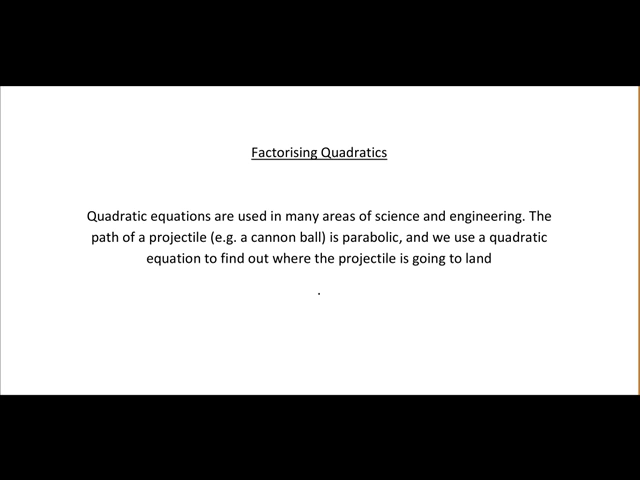 Factorising Quadratics
Quadratic equations are used in many areas of science and engineering. The
path of a projectile (e.g. a cannon ball) is parabolic, and we use a quadratic
equation to find out where the projectile is going to land
.